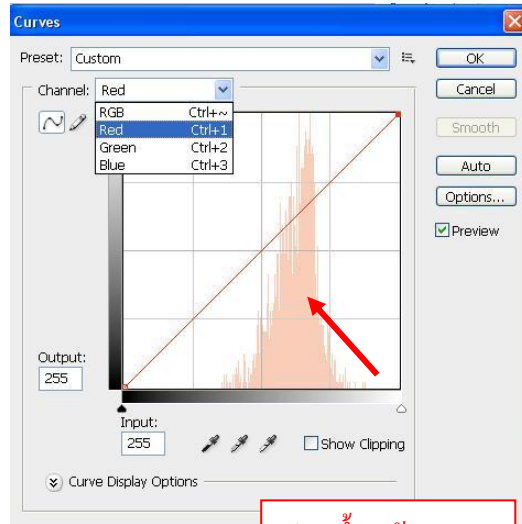 Curves
Preset: Custom
OK
Channel: Red
Cancel
RGB Ctrl+~
Red Ctrl+1
Green Ctrl+2
Blue Ctrl+3
Smooth
Auto
Options...
Preview
Output:
255
Input:
255
Show Clipping
Curve Display Options